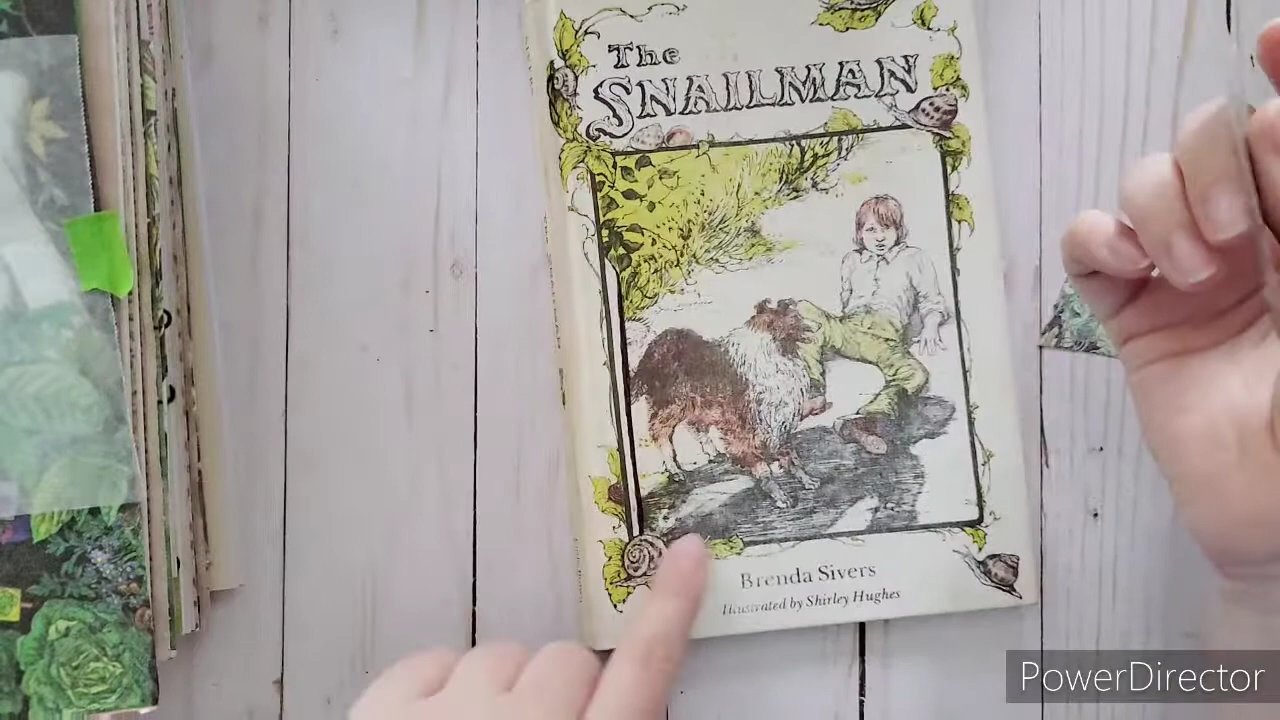 The
SNAILMAN
Brenda Sivers
Illustrated by Shirley Hughes
PowerDirector